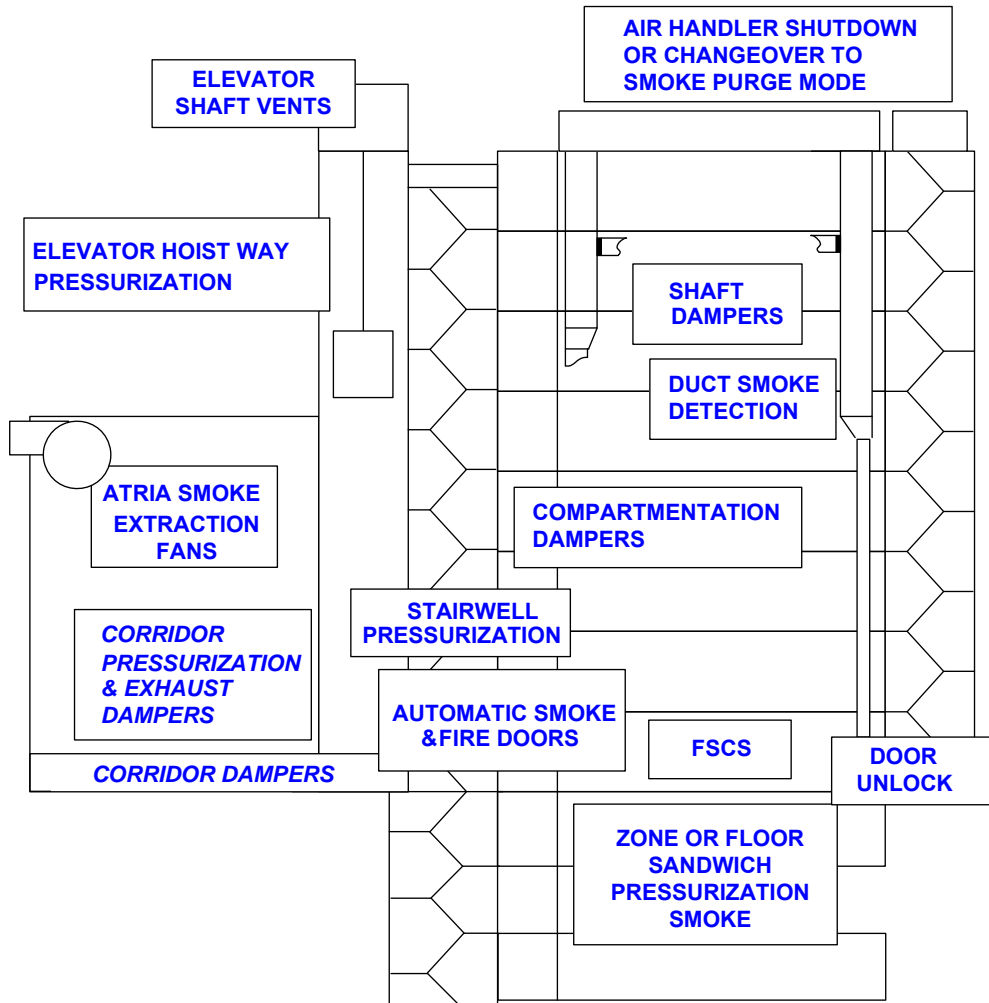 AIR HANDLER SHUTDOWN
OR CHANGEOVER TO
SMOKE PURGE MODE
ELEVATOR
SHAFT VENTS
ELEVATOR HOIST WAY
PRESSURIZATION
SHAFT
DAMPERS
DUCT SMOKE
DETECTION
ATRIA SMOKE
EXTRACTION
FANS
COMPARTMENTATION
DAMPERS
STAIRWELL
PRESSURIZATION
CORRIDOR
PRESSURIZATION
& EXHAUST
DAMPERS
AUTOMATIC SMOKE
&FIRE DOORS
FSCS
DOOR
UNLOCK
CORRIDOR DAMPERS
ZONE OR FLOOR
SANDWICH
PRESSURIZATION
SMOKE